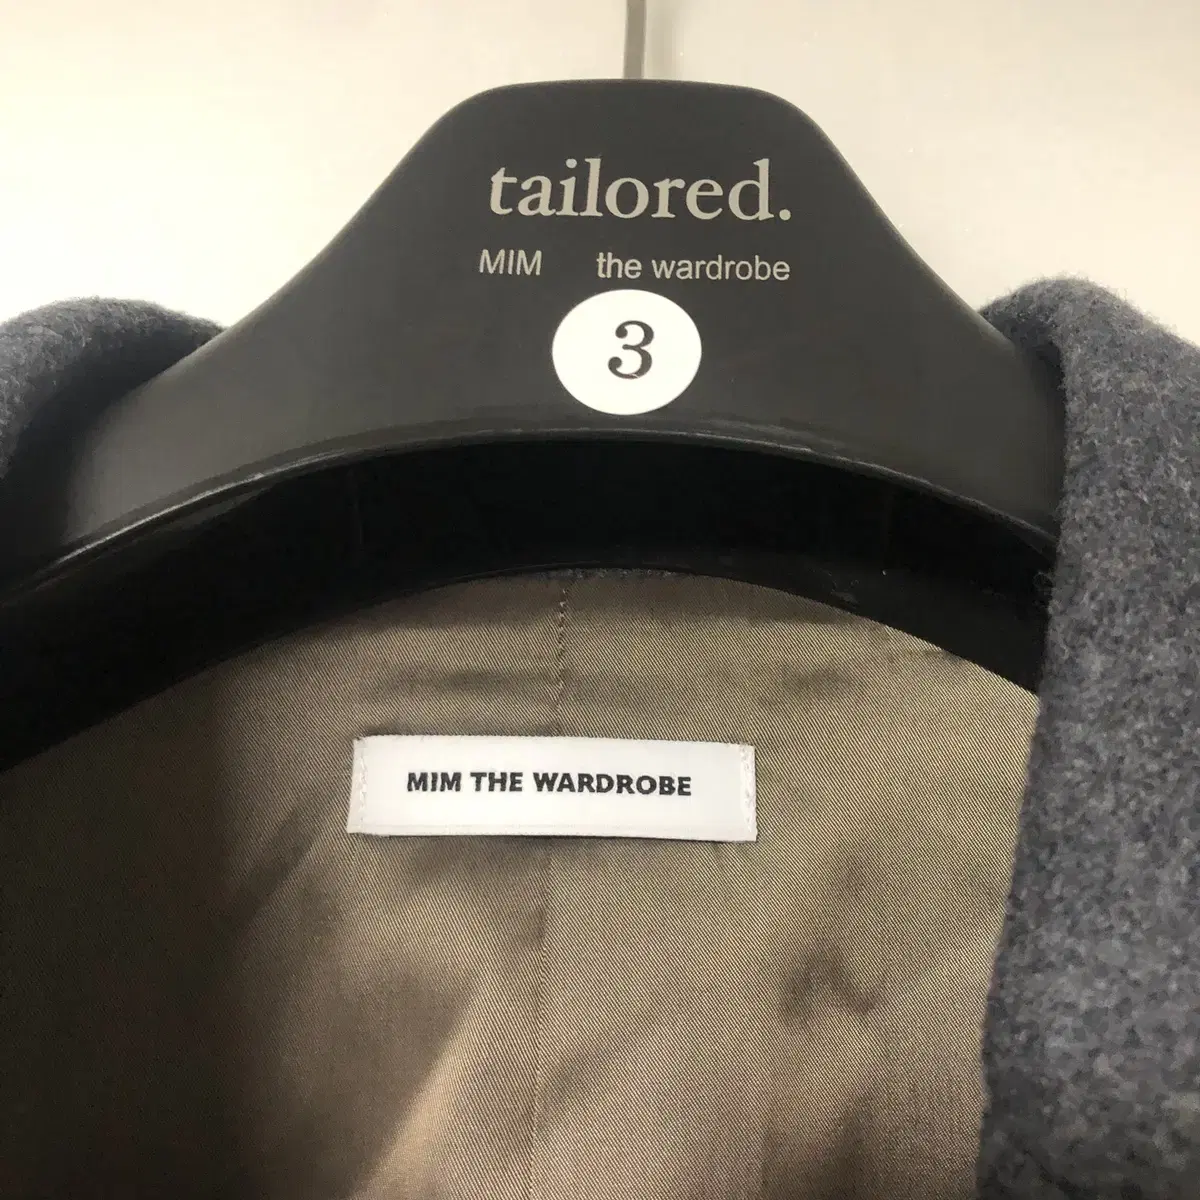 tailored.
MIM the wardrobe
3
MIM THE WARDROBE